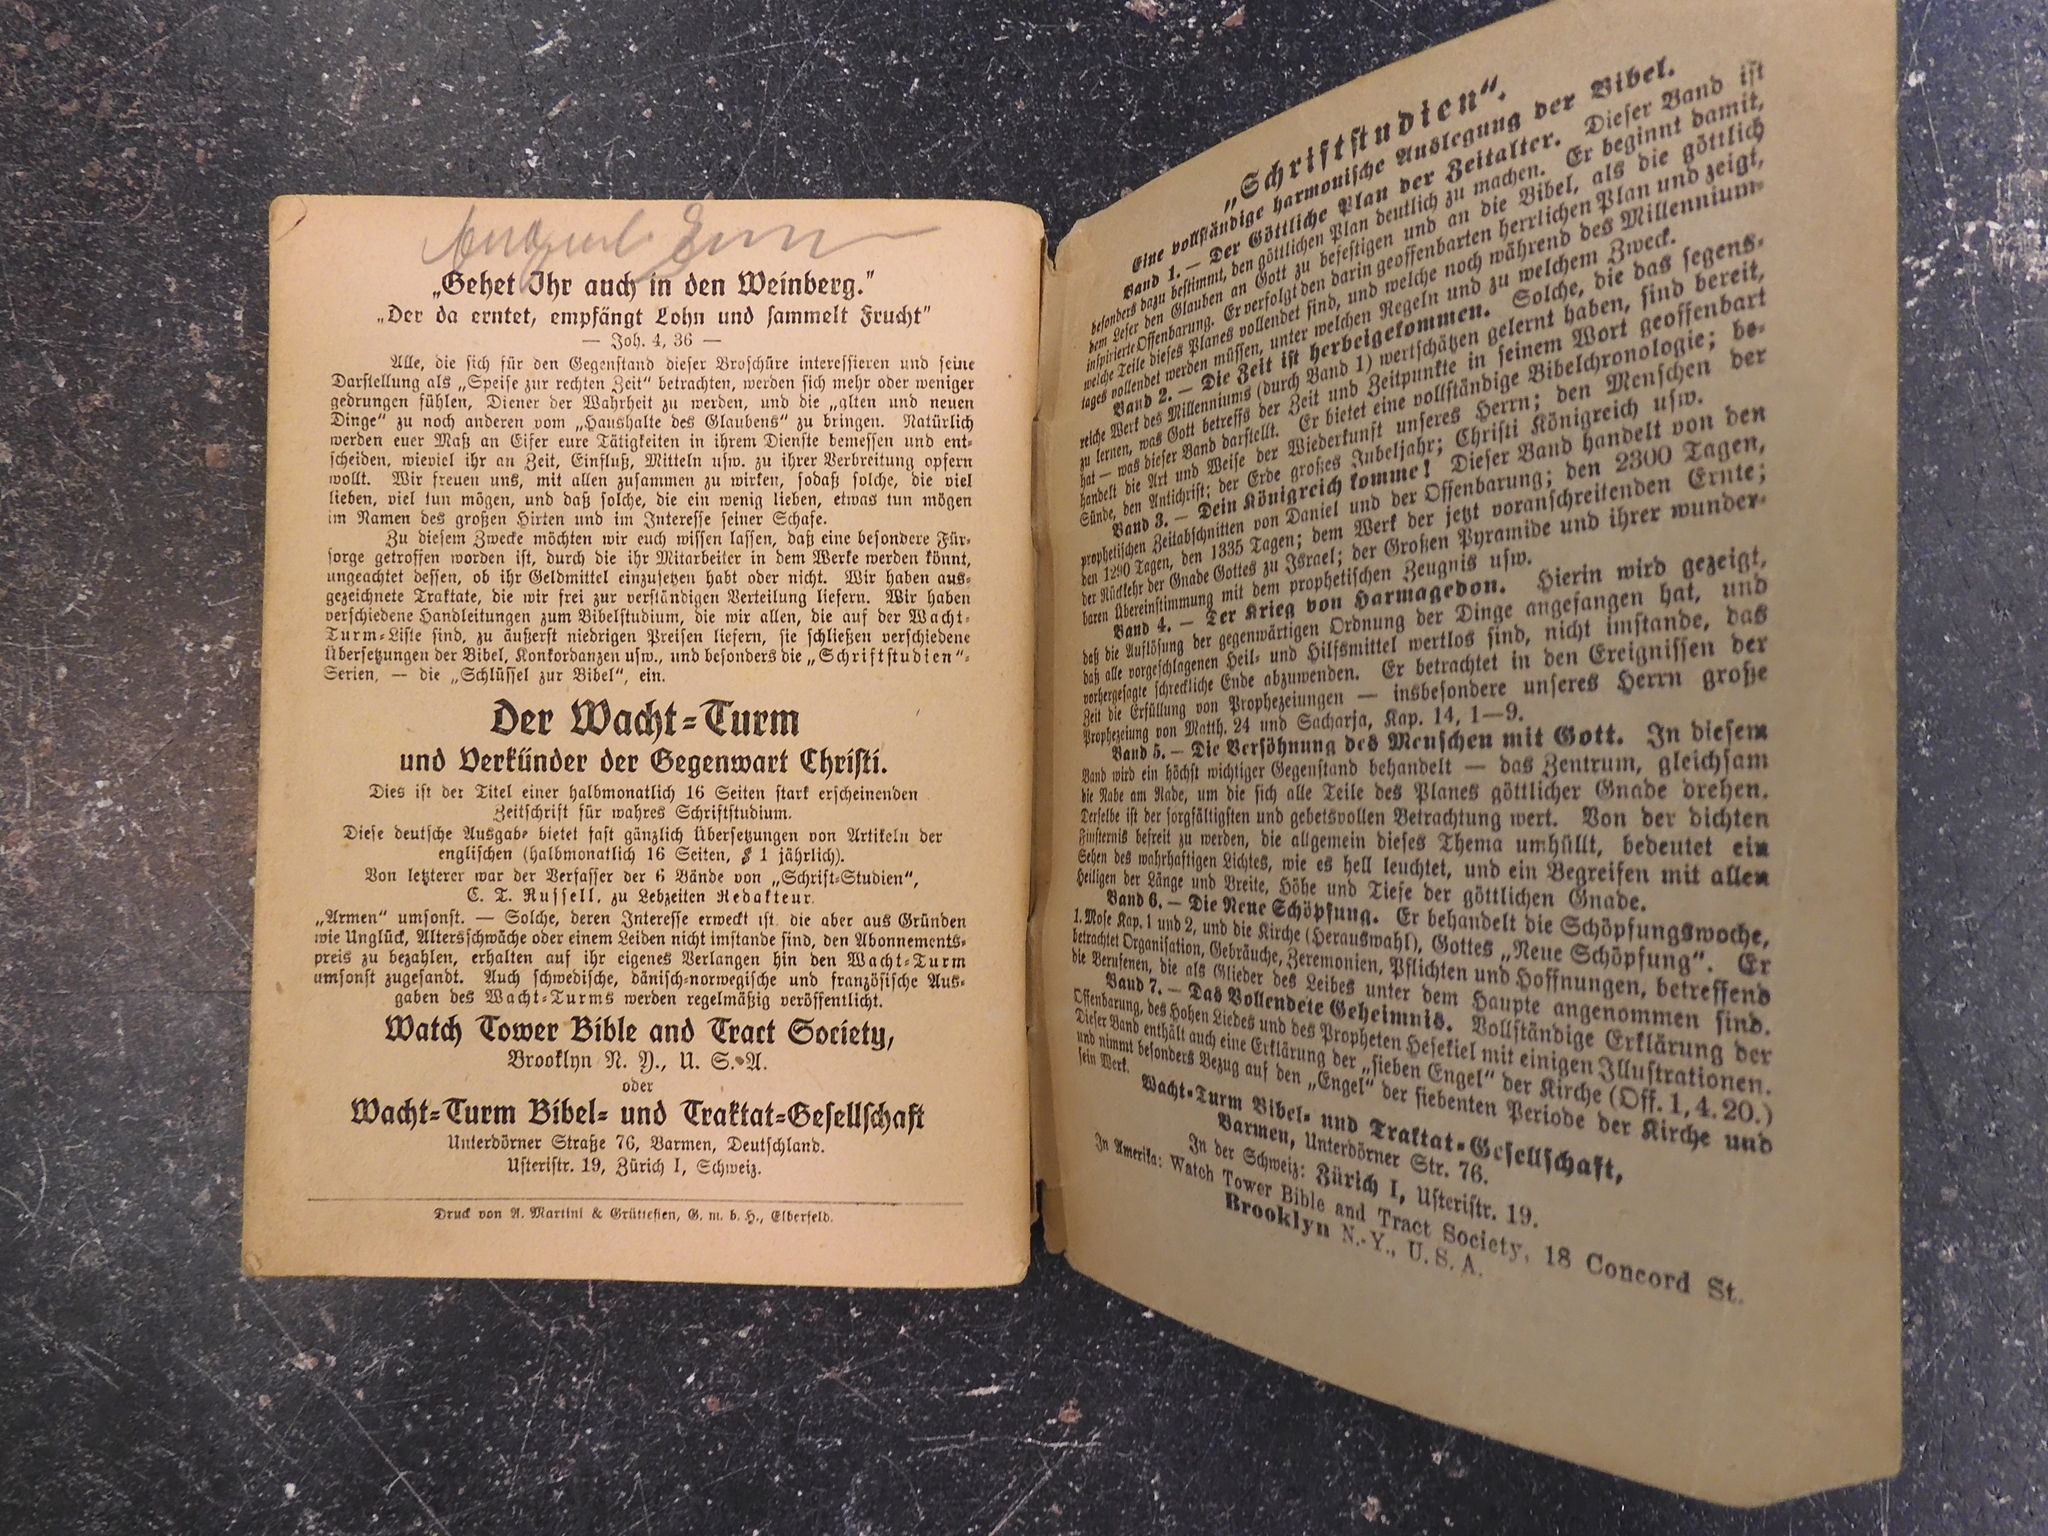 „Gehet Ihr auch in den Weinberg.“
„Der da erntet, empfängt Lohn und sammelt Frucht“
— Joh. 4, 36 —
Alle, die sich für den Gegenstand dieser Broschüre interessieren und seine
Darstellung als „Speise zur rechten Zeit“ betrachten, werden sich mehr oder weniger
gedrungen fühlen, Diener der Wahrheit zu werden, und die „alten und neuen
Dinge“ zu noch anderen vom „Haushalte des Glaubens“ zu bringen. Natürlich
werden euer Maß an Eifer eure Tätigkeiten in ihrem Dienste bemessen und ent-
scheiden, wieviel ihr an Zeit, Einfluß, Mitteln usw. zu ihrer Verbreitung opfern
wollt. Wir freuen uns, mit allen zusammen zu wirken, sodaß solche, die viel
lieben, viel tun mögen, und daß solche, die ein wenig lieben, etwas tun mögen
im Namen des großen Hirten und im Interesse seiner Schafe.
Zu diesem Zwecke möchten wir euch wissen lassen, daß eine besondere Für-
sorge getroffen worden ist, durch die ihr Mitarbeiter in dem Werke werden könnt,
ungeachtet dessen, ob ihr Geldmittel einzusetzen habt oder nicht. Wir haben aus-
gezeichnete Traktate, die wir frei zur verständigen Verteilung liefern. Wir haben
verschiedene Handleitungen zum Bibelstudium, die wir allen, die auf der Wacht-
Turm-Liste sind, zu äußerst niedrigen Preisen liefern, sie schließen verschiedene
Übersetzungen der Bibel, Konkordanzen usw., und besonders die „Schriftstudien“-
Serien, — die „Schlüssel zur Bibel“, ein.
Der Wacht-Turm
und Verkünder der Gegenwart Christi.
Dies ist der Titel einer halbmonatlich 16 Seiten stark erscheinenden
Zeitschrift für wahres Schriftstudium.
Diese deutsche Ausgabe bietet fast gänzlich Übersetzungen von Artikeln der
englischen (halbmonatlich 16 Seiten, $ 1 jährlich).
Von letzterer war der Verfasser der 6 Bände von „Schrift-Studien“,
C. T. Russell, zu Lebzeiten Redakteur.
„Armen“ umsonst. — Solche, deren Interesse erweckt ist, die aber aus Gründen
wie Unglück, Altersschwäche oder einem Leiden nicht imstande sind, den Abonnements-
preis zu bezahlen, erhalten auf ihr eigenes Verlangen hin den Wacht-Turm
umsonst zugesandt. Auch schwedische, dänisch-norwegische und französische Aus-
gaben des Wacht-Turms werden regelmäßig veröffentlicht.
Watch Tower Bible and Tract Society,
Brooklyn N. Y., U. S. A.
oder
Wacht-Turm Bibel- und Traktat-Gesellschaft
Unterdörner Straße 76, Barmen, Deutschland.
Usteristr. 19, Zürich I, Schweiz.
Druck von A. Martini & Grüttefien, G. m. b. H., Elberfeld.
„Schriftstudien“.
Eine vollständige harmonische Auslegung der Bibel.
Band 1. — Der Göttliche Plan der Zeitalter. Dieser Band ist
besonders dazu bestimmt, den göttlichen Plan deutlich zu machen. Er beginnt damit,
dem Leser den Glauben an Gott zu befestigen und an die Bibel, als die göttlich
inspirierte Offenbarung. Er verfolgt den darin geoffenbarten herrlichen Plan und zeigt,
welche Teile dieses Planes vollendet sind, und welche noch während des Millennium-
tages vollendet werden müssen, unter welchen Regeln und zu welchem Zweck.
Band 2. — Die Zeit ist herbeigekommen. Solche, die das segens-
reiche Werk des Millenniums (durch Band 1) wertschätzen gelernt haben, sind bereit,
zu lernen, was Gott betreffs der Zeit und Zeitpunkte in seinem Wort geoffenbart
hat — was dieser Band darstellt. Er bietet eine vollständige Bibelchronologie; be-
handelt die Art und Weise der Wiederkunft unseres Herrn; den Menschen der
Sünde, den Antichrist; der Erde großes Jubeljahr; Christi Königreich usw.
Band 3. — Dein Königreich komme! Dieser Band handelt von den
prophetischen Zeitabschnitten von Daniel und der Offenbarung; den 2300 Tagen,
den 1290 Tagen, den 1335 Tagen; dem Werk der jetzt voranschreitenden Ernte;
der Rückkehr der Gnade Gottes zu Israel; der Großen Pyramide und ihrer wunder-
baren Übereinstimmung mit dem prophetischen Zeugnis usw.
Band 4. — Der Krieg von Harmagedon. Hierin wird gezeigt,
daß die Auflösung der gegenwärtigen Ordnung der Dinge angefangen hat, und
daß alle vorgeschlagenen Heil- und Hilfsmittel wertlos sind, nicht imstande, das
vorhergesagte schreckliche Ende abzuwenden. Er betrachtet in den Ereignissen der
Zeit die Erfüllung von Prophezeiungen — insbesondere unseres Herrn große
Prophezeiung von Matth. 24 und Sacharja, Kap. 14, 1—9.
Band 5. — Die Versöhnung des Menschen mit Gott. In diesem
Band wird ein höchst wichtiger Gegenstand behandelt — das Zentrum, gleichsam
die Nabe am Rade, um die sich alle Teile des Planes göttlicher Gnade drehen.
Derselbe ist der sorgfältigsten und gebetsvollen Betrachtung wert. Von der dichten
Finsternis befreit zu werden, die allgemein dieses Thema umhüllt, bedeutet ein
Sehen des wahrhaftigen Lichtes, wie es hell leuchtet, und ein Begreifen mit allen
Heiligen der Länge und Breite, Höhe und Tiefe der göttlichen Gnade.
Band 6. — Die Neue Schöpfung. Er behandelt die Schöpfungswoche,
1. Mose Kap. 1 und 2, und die Kirche (Herauswahl), Gottes „Neue Schöpfung“. Er
betrachtet Organisation, Gebräuche, Zeremonien, Pflichten und Hoffnungen, betreffend
die Berufenen, die als Glieder des Leibes unter dem Haupte angenommen sind.
Band 7. — Das Vollendete Geheimnis. Vollständige Erklärung der
Offenbarung, des Hohen Liedes und des Propheten Hesekiel mit einigen Illustrationen.
Dieser Band enthält auch eine Erklärung der „sieben Engel“ der Kirche (Off. 1, 4. 20.)
und nimmt besonders Bezug auf den „Engel“ der siebenten Periode der Kirche und
sein Werk.
Wacht-Turm Bibel- und Traktat-Gesellschaft,
Barmen, Unterdörner Str. 76.
In der Schweiz: Zürich I, Usteristr. 19.
In Amerika: Watch Tower Bible and Tract Society, 18 Concord St.
Brooklyn N.-Y., U. S. A.